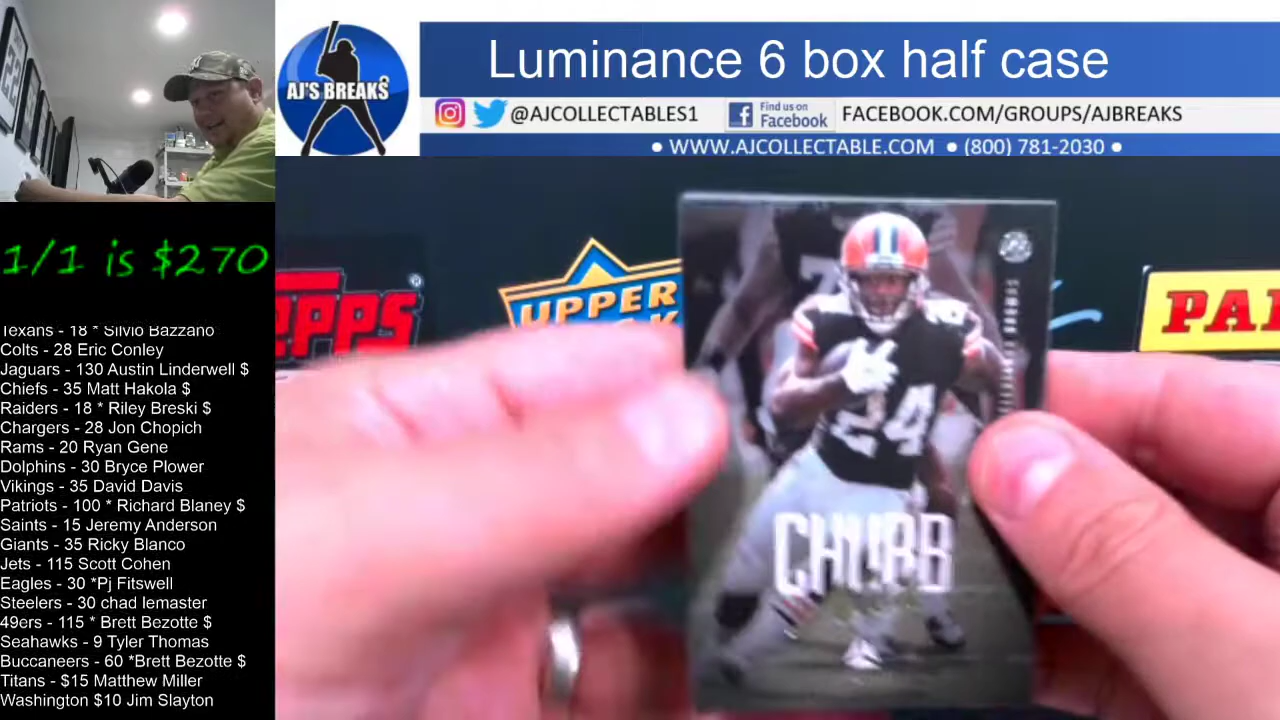 Luminance 6 box half case
AJ'S BREAKS
@AJCOLLECTABLES1
Find us on
Facebook
FACEBOOK.COM/GROUPS/AJBREAKS
• WWW.AJCOLLECTABLE.COM • (800) 781-2030 •
1/1 is $270
Texans - 18 * Silvio Bazzano
Colts - 28 Eric Conley
Jaguars - 130 Austin Linderwell $
Chiefs - 35 Matt Hakola $
Raiders - 18 * Riley Breski $
Chargers - 28 Jon Chopich
Rams - 20 Ryan Gene
Dolphins - 30 Bryce Plower
Vikings - 35 David Davis
Patriots - 100 * Richard Blaney $
Saints - 15 Jeremy Anderson
Giants - 35 Ricky Blanco
Jets - 115 Scott Cohen
Eagles - 30 *Pj Fitswell
Steelers - 30 chad lemaster
49ers - 115 * Brett Bezotte $
Seahawks - 9 Tyler Thomas
Buccaneers - 60 *Brett Bezotte $
Titans - $15 Matthew Miller
Washington $10 Jim Slayton
PPS
UPPER
PA
24
CHUBB